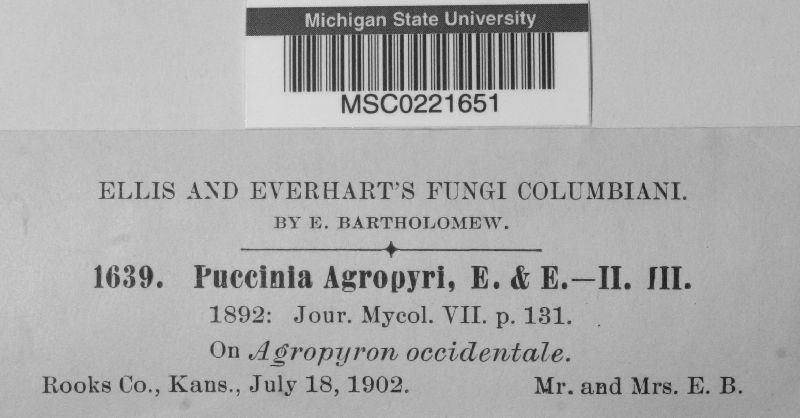 Michigan State University
MSC0221651
ELLIS AND EVERHART'S FUNGI COLUMBIANI.
BY E. BARTHOLOMEW.
1639. Puccinia Agropyri, E. & E.—II. III.
1892: Jour. Mycol. VII. p. 131.
On Agropyron occidentale.
Rooks Co., Kans., July 18, 1902. Mr. and Mrs. E. B.